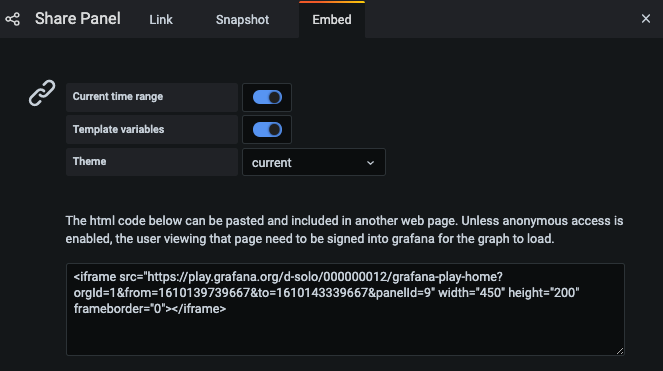 Share Panel Link Snapshot Embed
Current time range
Template variables
Theme current
The html code below can be pasted and included in another web page. Unless anonymous access is
enabled, the user viewing that page need to be signed into grafana for the graph to load.
<iframe src="https://play.grafana.org/d-solo/000000012/grafana-play-home?
orgId=1&from=1610139739667&to=1610143339667&panelId=9" width="450" height="200"
frameborder="0"></iframe>